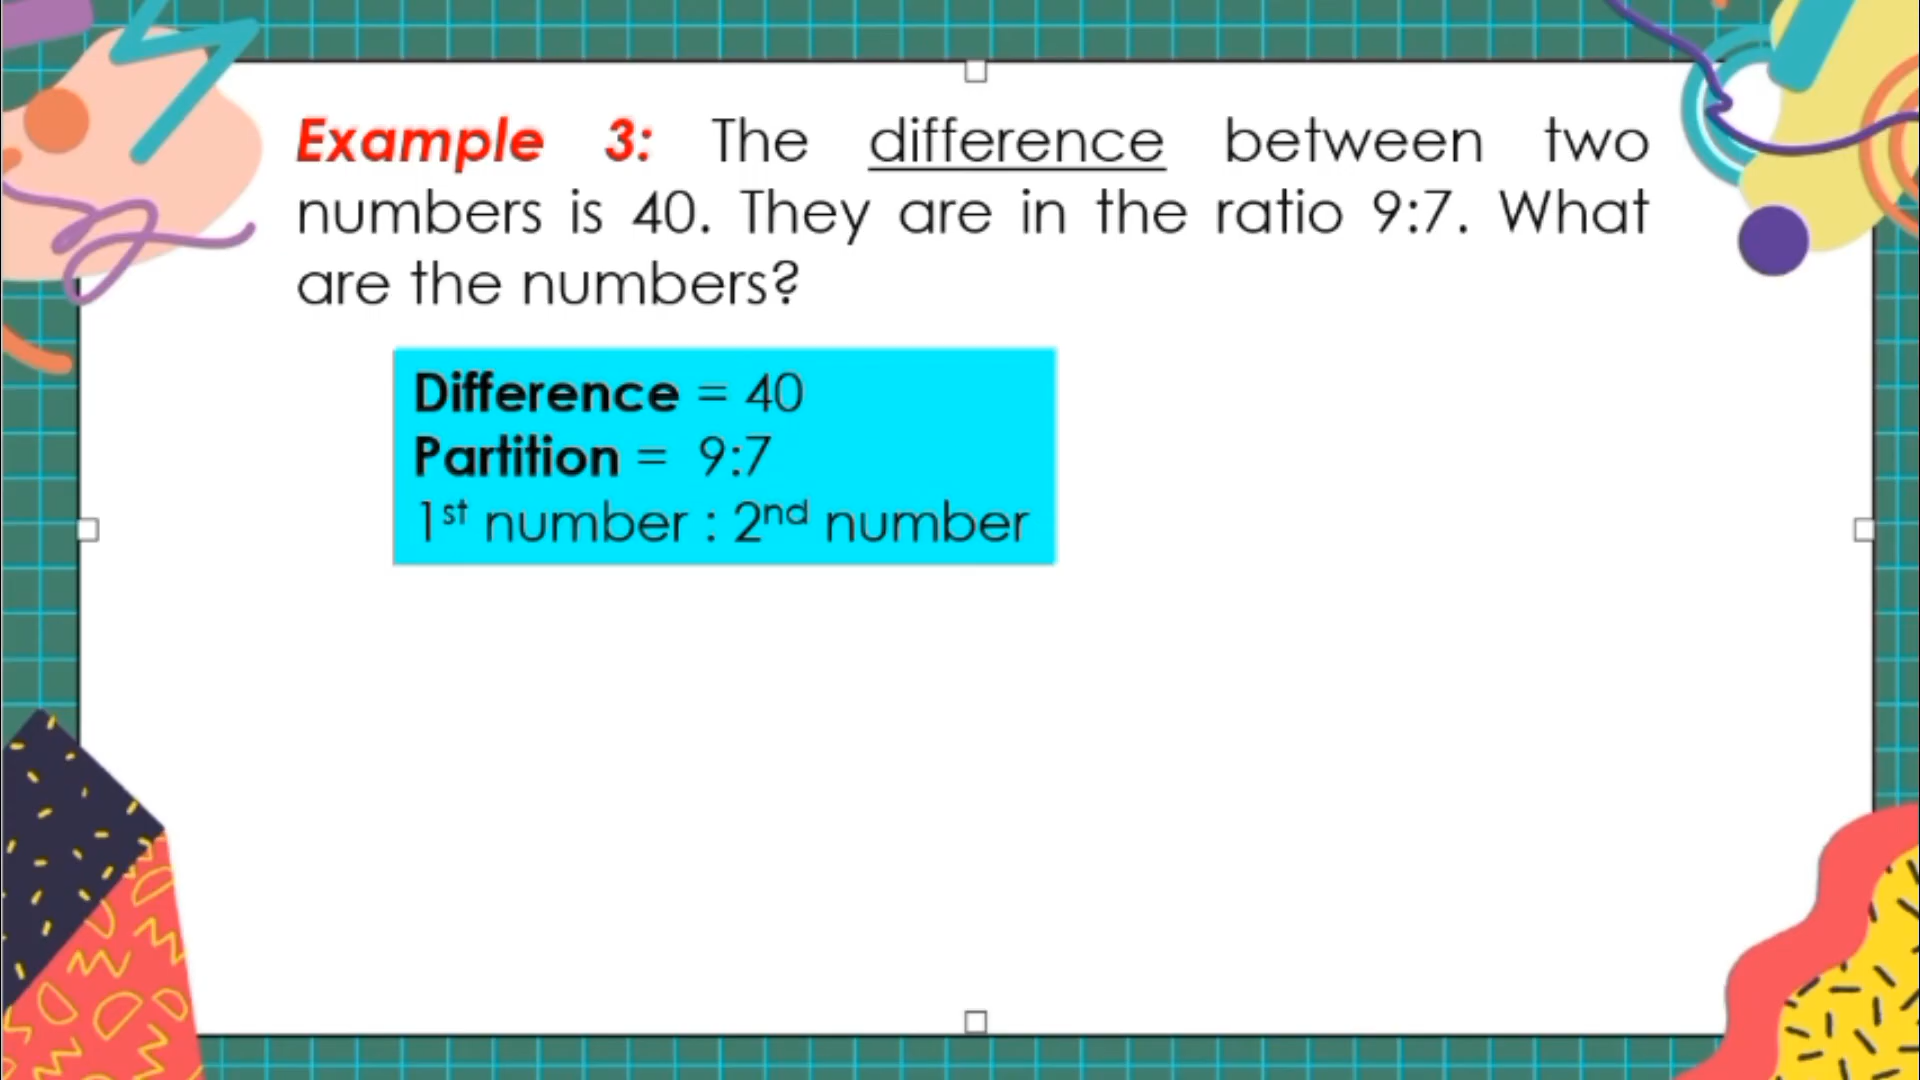 Example 3: The difference between two
numbers is 40. They are in the ratio 9:7. What
are the numbers?
Difference = 40
Partition = 9:7
1st number : 2nd number